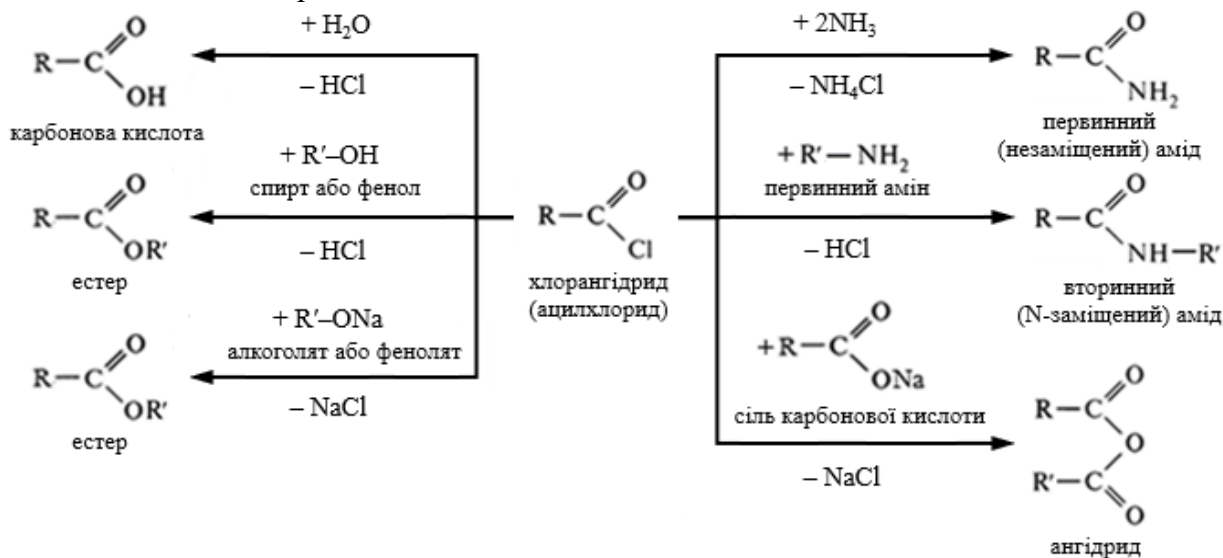 + H₂O
R–C
O
OH
– HCl
карбонова кислота
+ R′–OH
спирт або фенол
R–C
O
OR′
– HCl
естер
+ R′–ONa
алкоголят або фенолят
R–C
O
OR′
– NaCl
естер
R–C
O
Cl
хлорангідрид
(ацилхлорид)
+ 2NH₃
– NH₄Cl
R–C
O
NH₂
первинний
(незаміщений) амід
+ R′ – NH₂
первинний амін
– HCl
R–C
O
NH–R′
вторинний
(N-заміщений) амід
+ R–C
O
ONa
сіль карбонової кислоти
– NaCl
R–C
O
O
R′–C
O
ангідрид